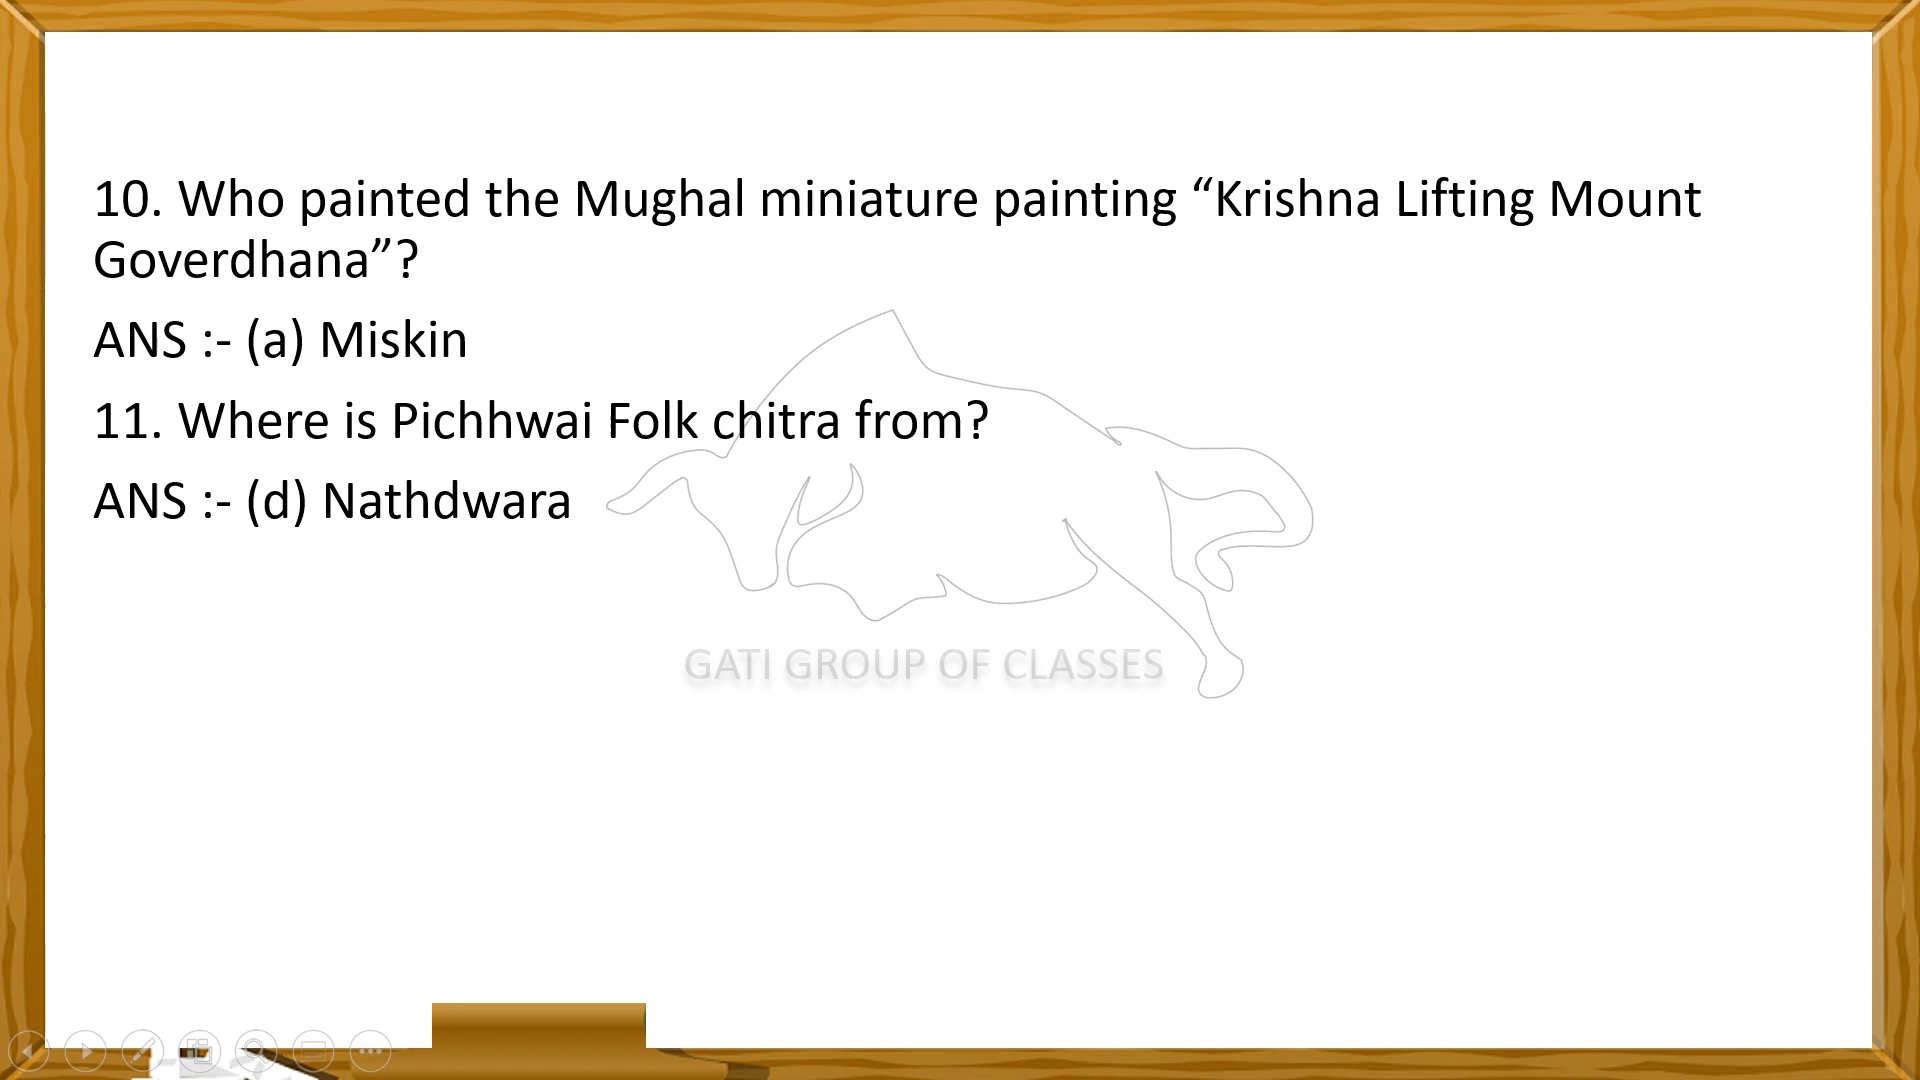 10. Who painted the Mughal miniature painting “Krishna Lifting Mount
Goverdhana”?
ANS :- (a) Miskin
11. Where is Pichhwai Folk chitra from?
ANS :- (d) Nathdwara
GATI GROUP OF CLASSES